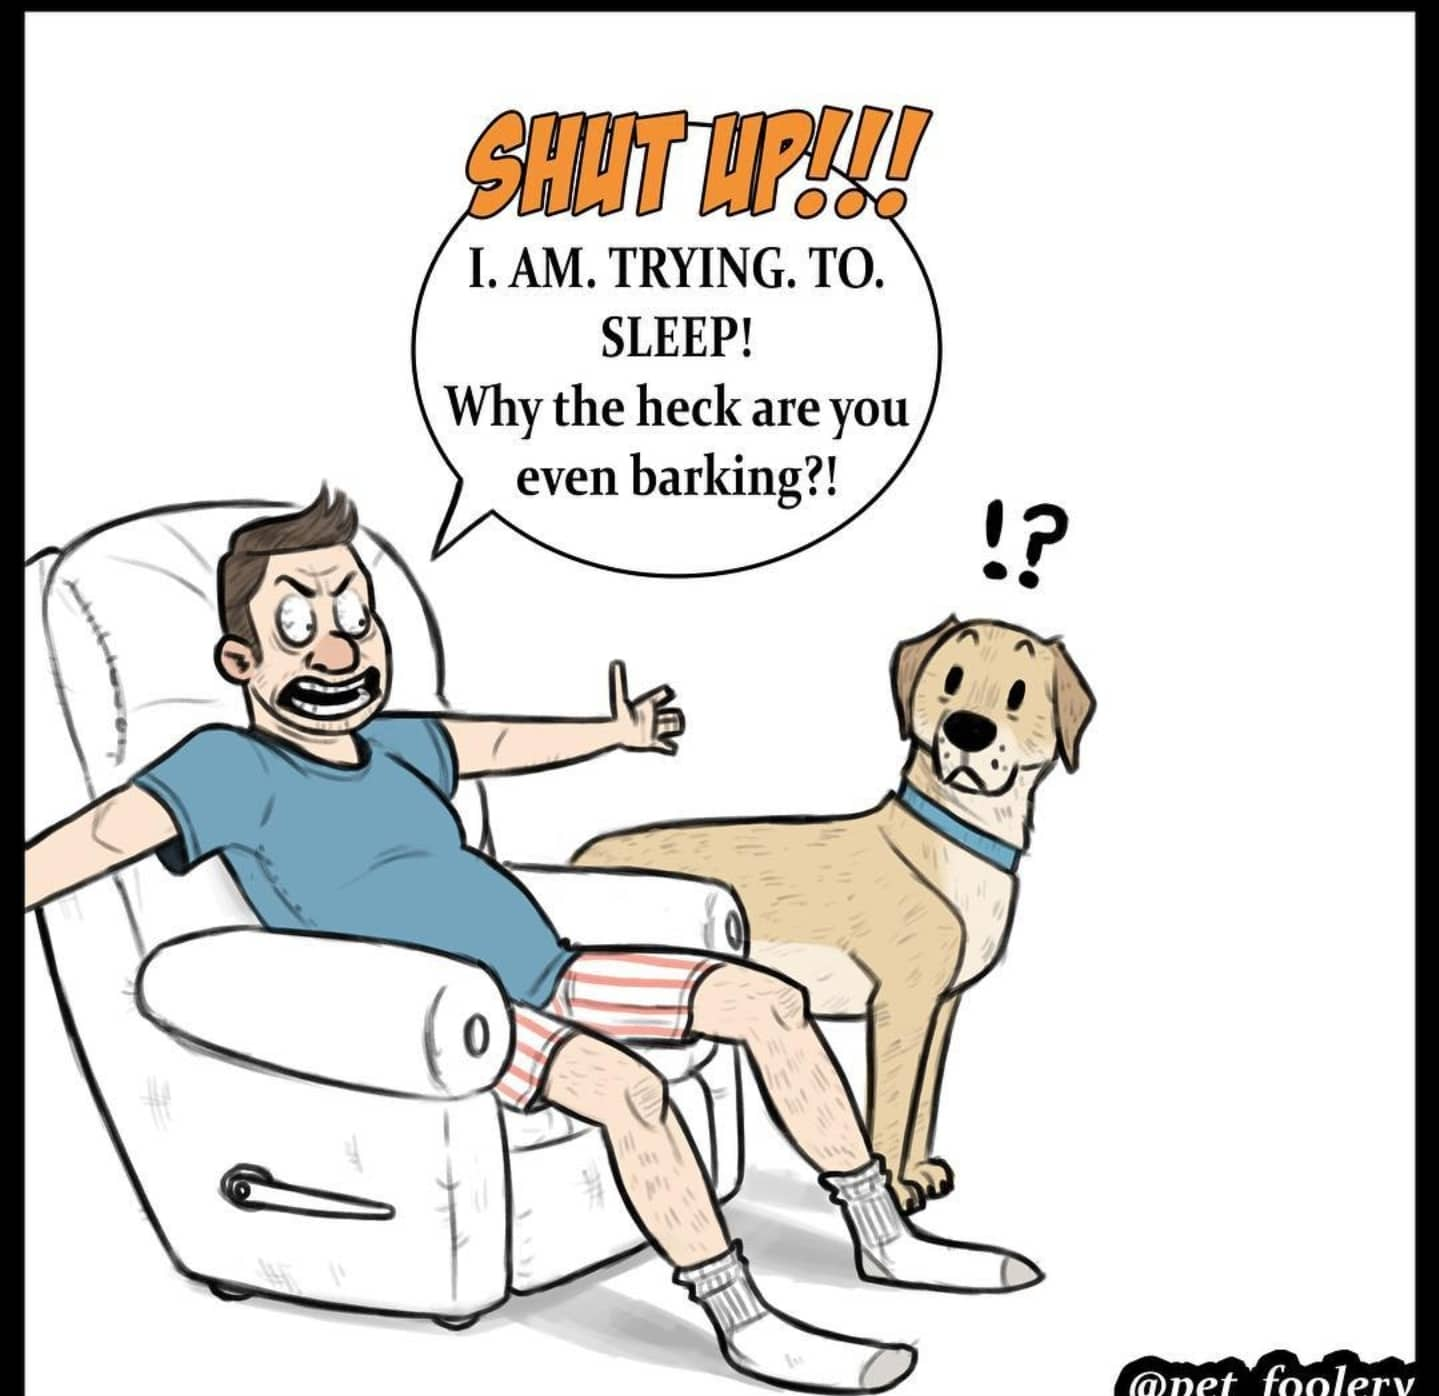 SHUT UP!!!
I. AM. TRYING. TO.
SLEEP!
Why the heck are you
even barking?!
!?
@pet_foolery